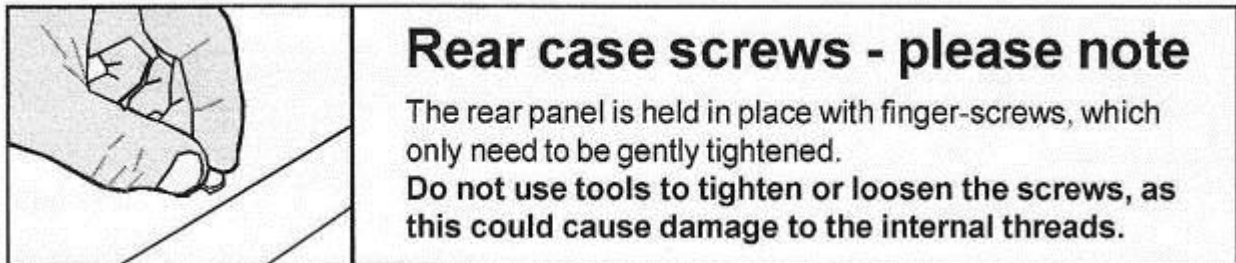 Rear case screws - please note
The rear panel is held in place with finger-screws, which
only need to be gently tightened.
Do not use tools to tighten or loosen the screws, as
this could cause damage to the internal threads.